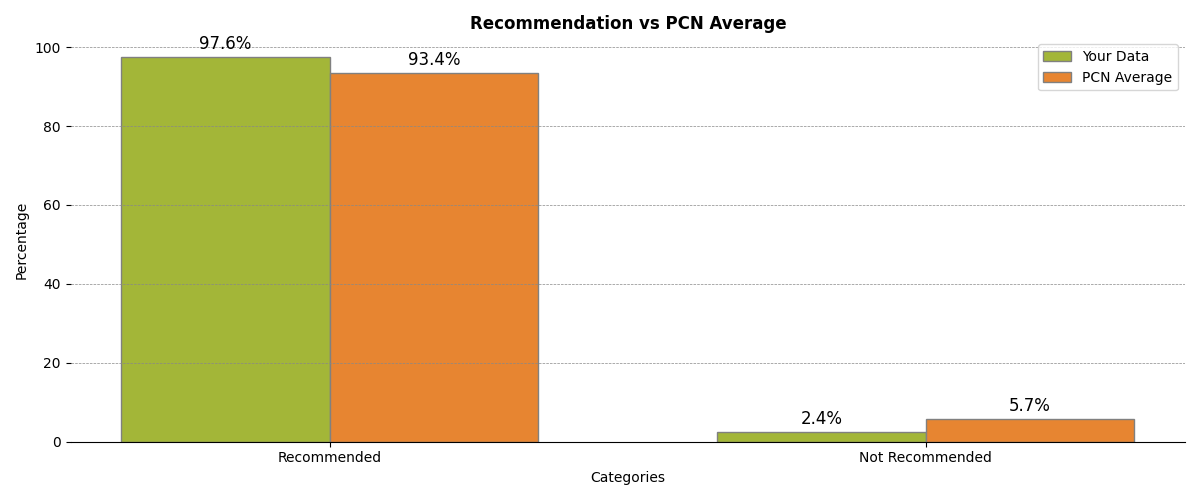 Recommendation vs PCN Average
Your Data
PCN Average
97.6%
93.4%
2.4%
5.7%
100
80
60
40
20
0
Percentage
Recommended
Not Recommended
Categories